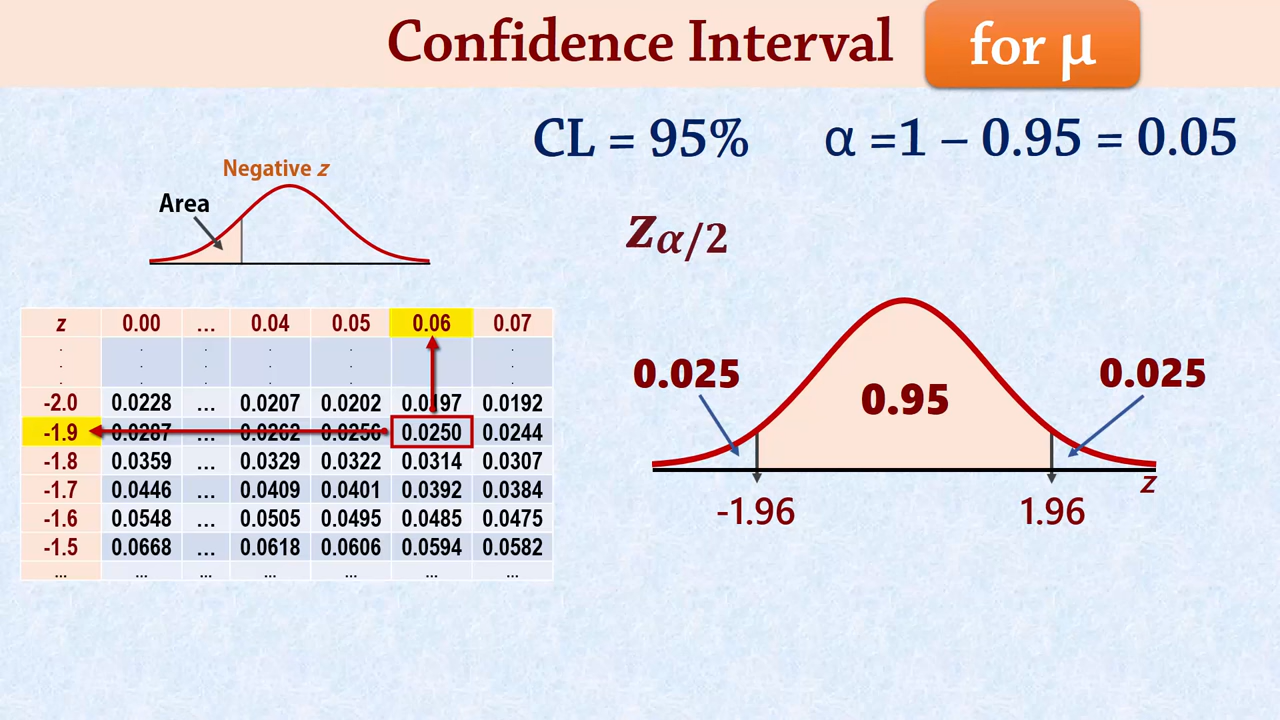 Confidence Interval for μ
CL = 95% α =1 – 0.95 = 0.05
Negative z
Area
zα/2
z 0.00 ... 0.04 0.05 0.06 0.07
. . . . . .
. . . . . .
. . . . . .
-2.0 0.0228 ... 0.0207 0.0202 0.0197 0.0192
-1.9 0.0287 ... 0.0262 0.0256 0.0250 0.0244
-1.8 0.0359 ... 0.0329 0.0322 0.0314 0.0307
-1.7 0.0446 ... 0.0409 0.0401 0.0392 0.0384
-1.6 0.0548 ... 0.0505 0.0495 0.0485 0.0475
-1.5 0.0668 ... 0.0618 0.0606 0.0594 0.0582
... ... ... ... ... ... ...
0.025 0.95 0.025
z
-1.96 1.96